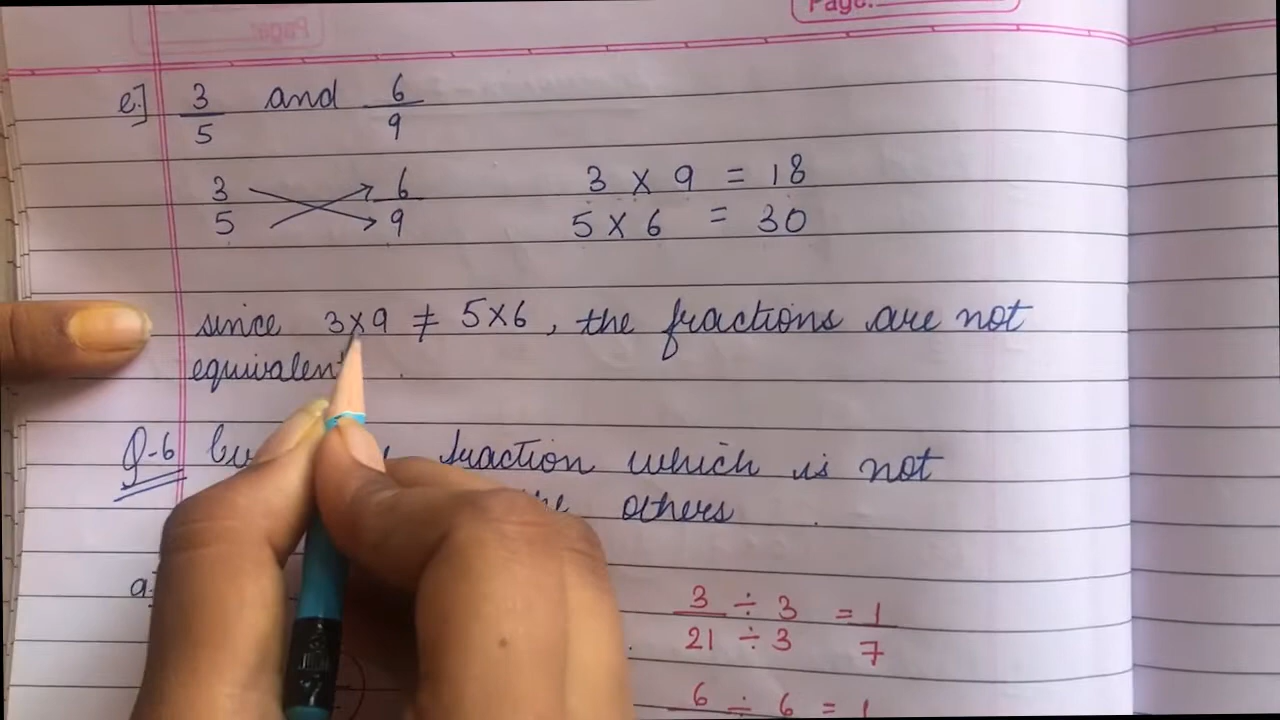 Page:
e.] 3/5 and 6/9
3/5 6/9 3 x 9 = 18
5 x 6 = 30
since 3x9 ≠ 5x6, the fractions are not
equivalent.
Q-6 fraction which is not
the others.
a.
3/21 ÷ 3/3 = 1/7
6 ÷ 6 = 1